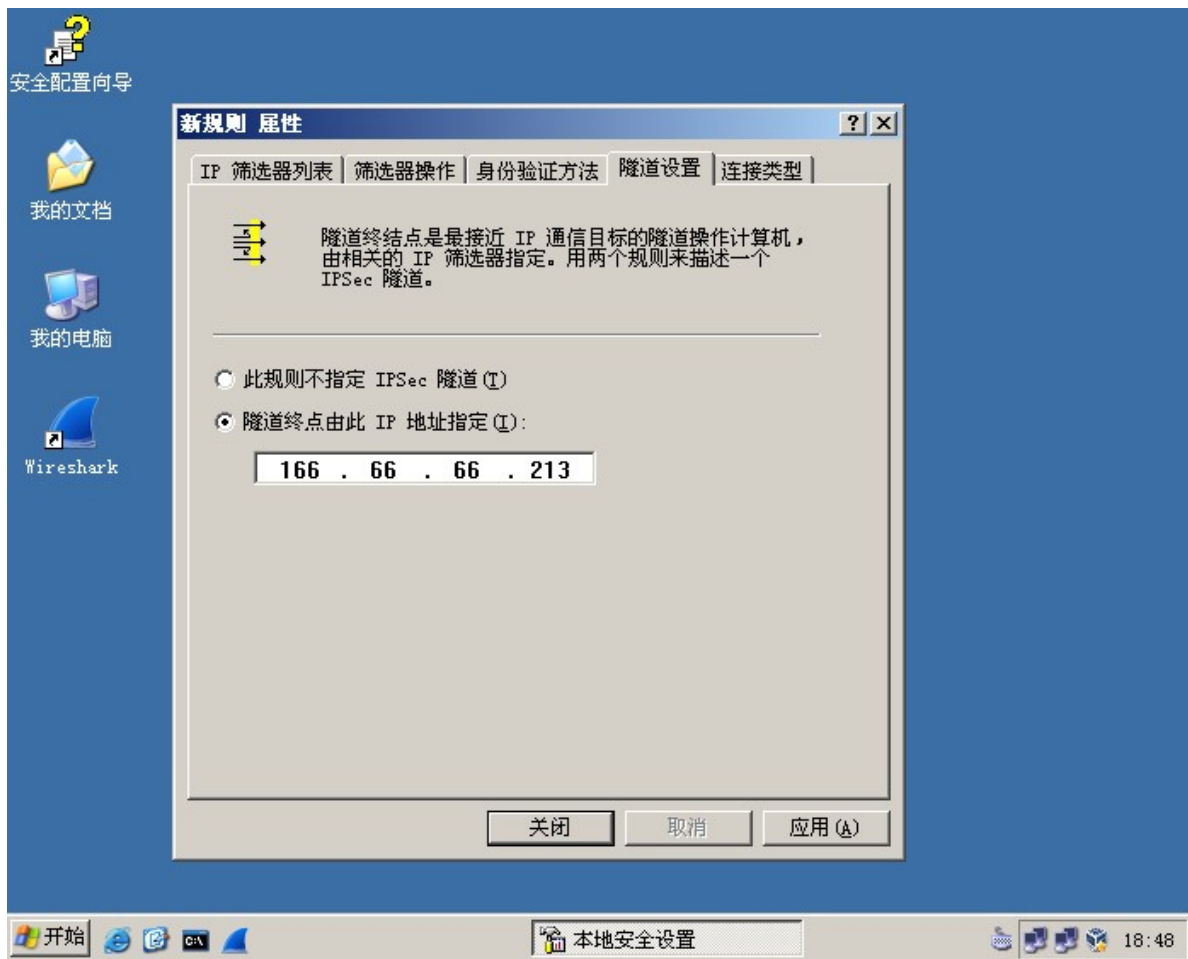 安全配置向导
我的文档
我的电脑
Wireshark
新规则 属性
IP 筛选器列表 筛选器操作 身份验证方法 隧道设置 连接类型
隧道终结点是最接近 IP 通信目标的隧道操作计算机，
由相关的 IP 筛选器指定。用两个规则来描述一个
IPSec 隧道。
此规则不指定 IPSec 隧道(T)
隧道终点由此 IP 地址指定(I):
166 . 66 . 66 . 213
关闭 取消 应用(A)
开始 本地安全设置 18:48